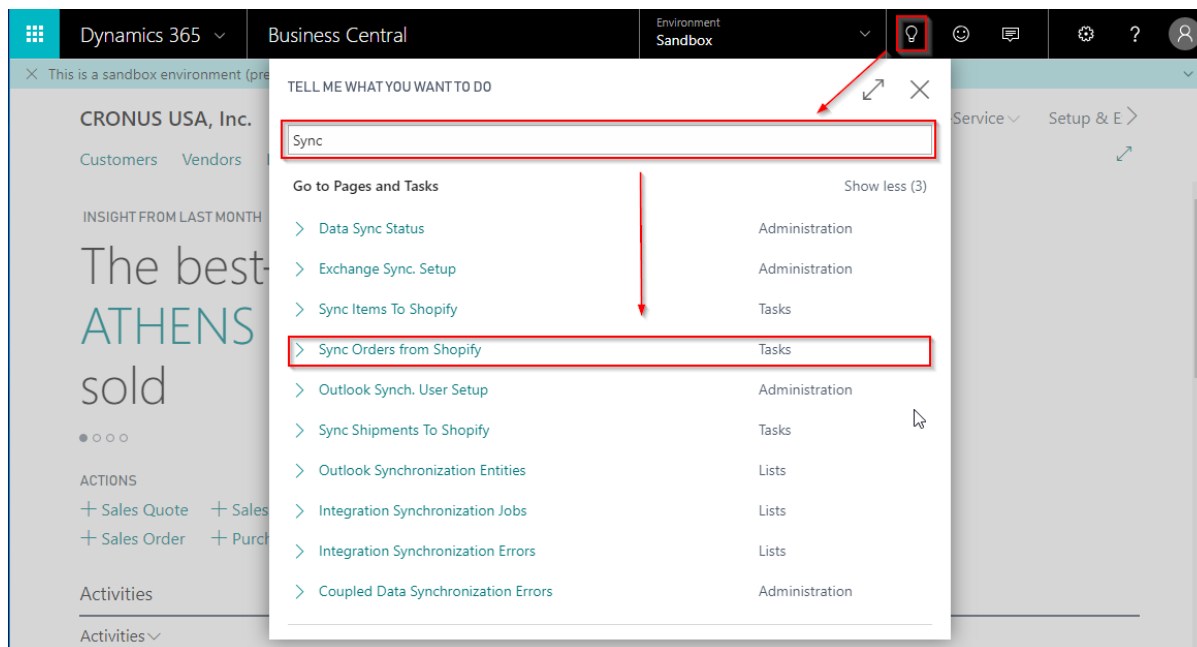 Dynamics 365
Business Central
Environment
Sandbox
?
This is a sandbox environment (pre
TELL ME WHAT YOU WANT TO DO
CRONUS USA, Inc.
Service
Setup & E
Sync
Customers Vendors
Go to Pages and Tasks Show less (3)
INSIGHT FROM LAST MONTH
The best-
ATHENS
sold
Data Sync Status Administration
Exchange Sync. Setup Administration
Sync Items To Shopify Tasks
Sync Orders from Shopify Tasks
Outlook Synch. User Setup Administration
Sync Shipments To Shopify Tasks
Outlook Synchronization Entities Lists
Integration Synchronization Jobs Lists
Integration Synchronization Errors Lists
Coupled Data Synchronization Errors Administration
ACTIONS
+ Sales Quote + Sales
+ Sales Order + Purch
Activities
Activities